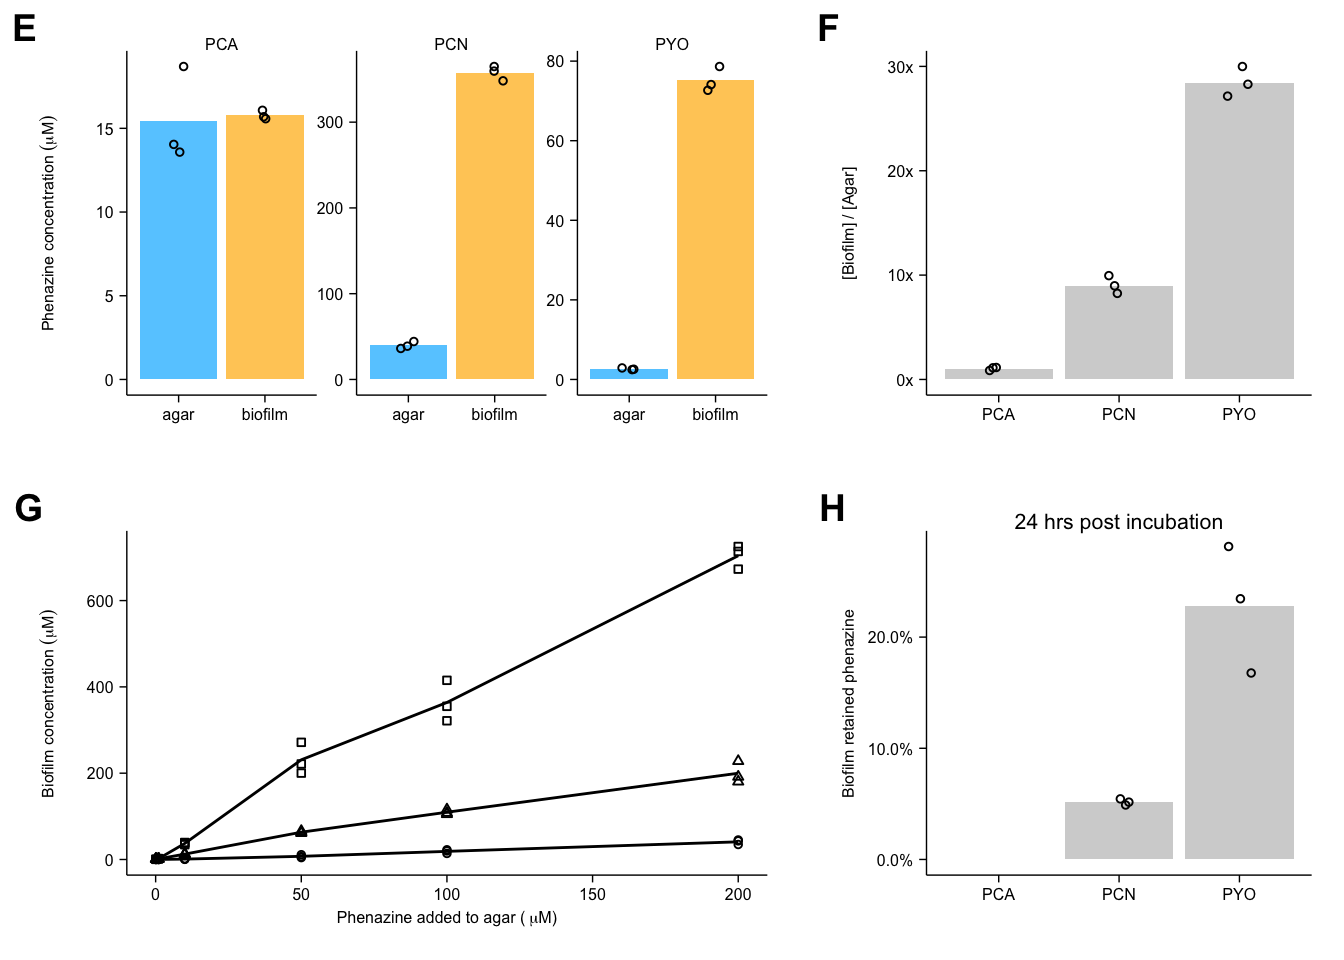 E
PCA
PCN
PYO
Phenazine concentration (μM)
15
10
5
0
agar
biofilm
300
200
100
0
agar
biofilm
80
60
40
20
0
agar
biofilm
F
[Biofilm] / [Agar]
30x
20x
10x
0x
PCA
PCN
PYO
G
Biofilm concentration (μM)
600
400
200
0
0
50
100
150
200
Phenazine added to agar ( μM)
H
24 hrs post incubation
Biofilm retained phenazine
20.0%
10.0%
0.0%
PCA
PCN
PYO